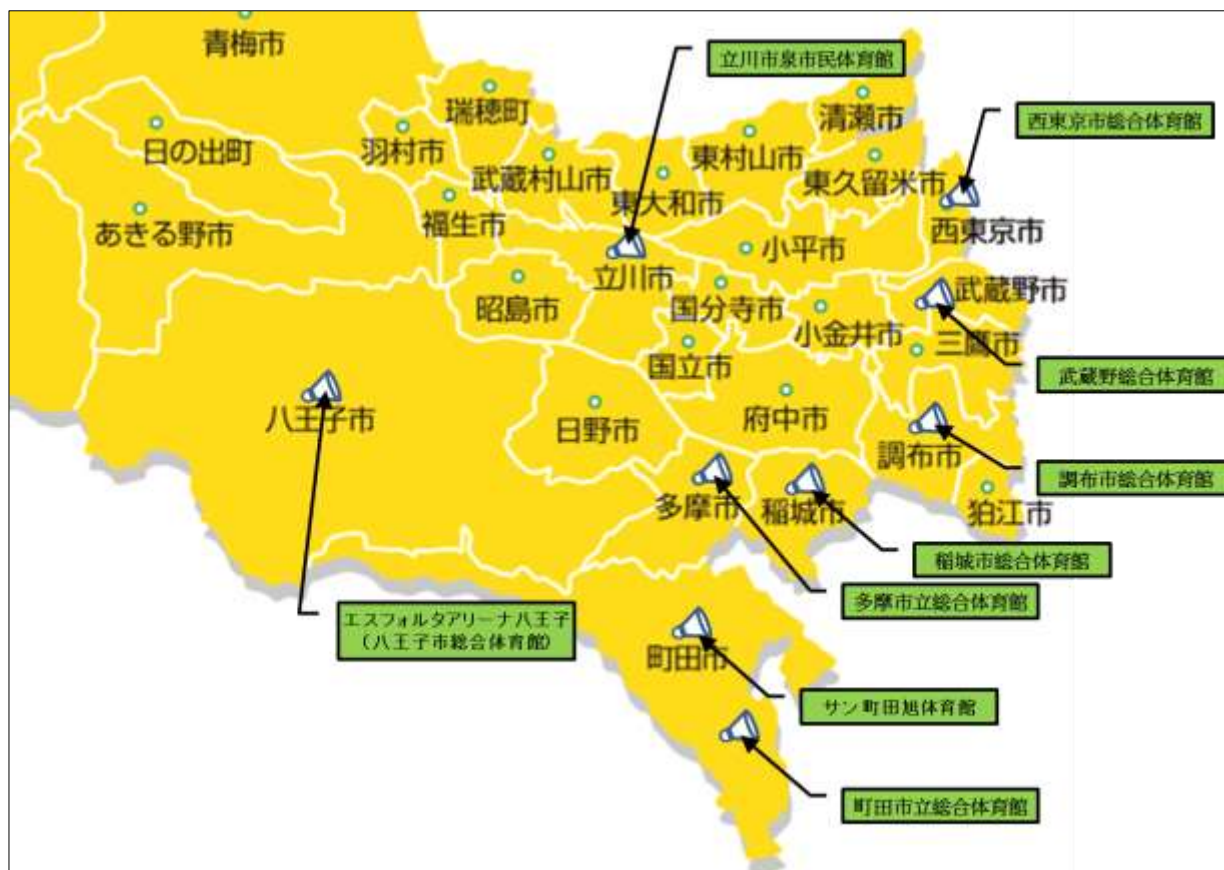 青梅市
立川市泉市民体育館
瑞穂町
清瀬市
西東京市総合体育館
日の出町
羽村市
東村山市
武蔵村山市
東久留米市
東大和市
あきる野市
福生市
西東京市
小平市
立川市
武蔵野市
昭島市
国分寺市
小金井市
三鷹市
国立市
武蔵野総合体育館
八王子市
日野市
府中市
調布市
調布市総合体育館
多摩市
稲城市
狛江市
稲城市総合体育館
多摩市立総合体育館
エスフォルタアリーナ八王子
(八王子市総合体育館)
町田市
サン町田旭体育館
町田市立総合体育館